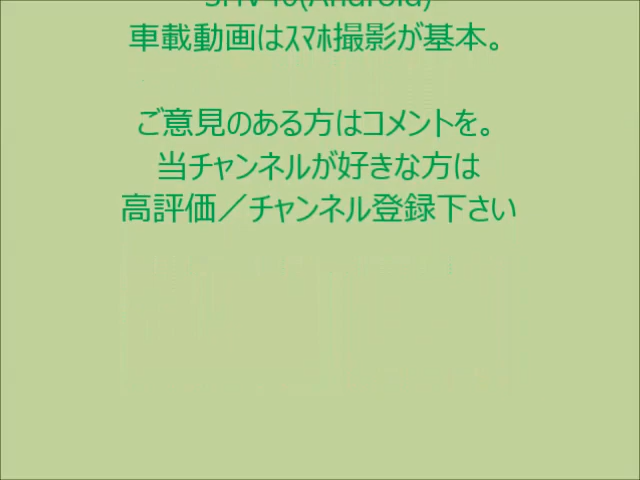 車載動画はｽﾏﾎ撮影が基本。
ご意見のある方はコメントを。
当チャンネルが好きな方は
高評価／チャンネル登録下さい